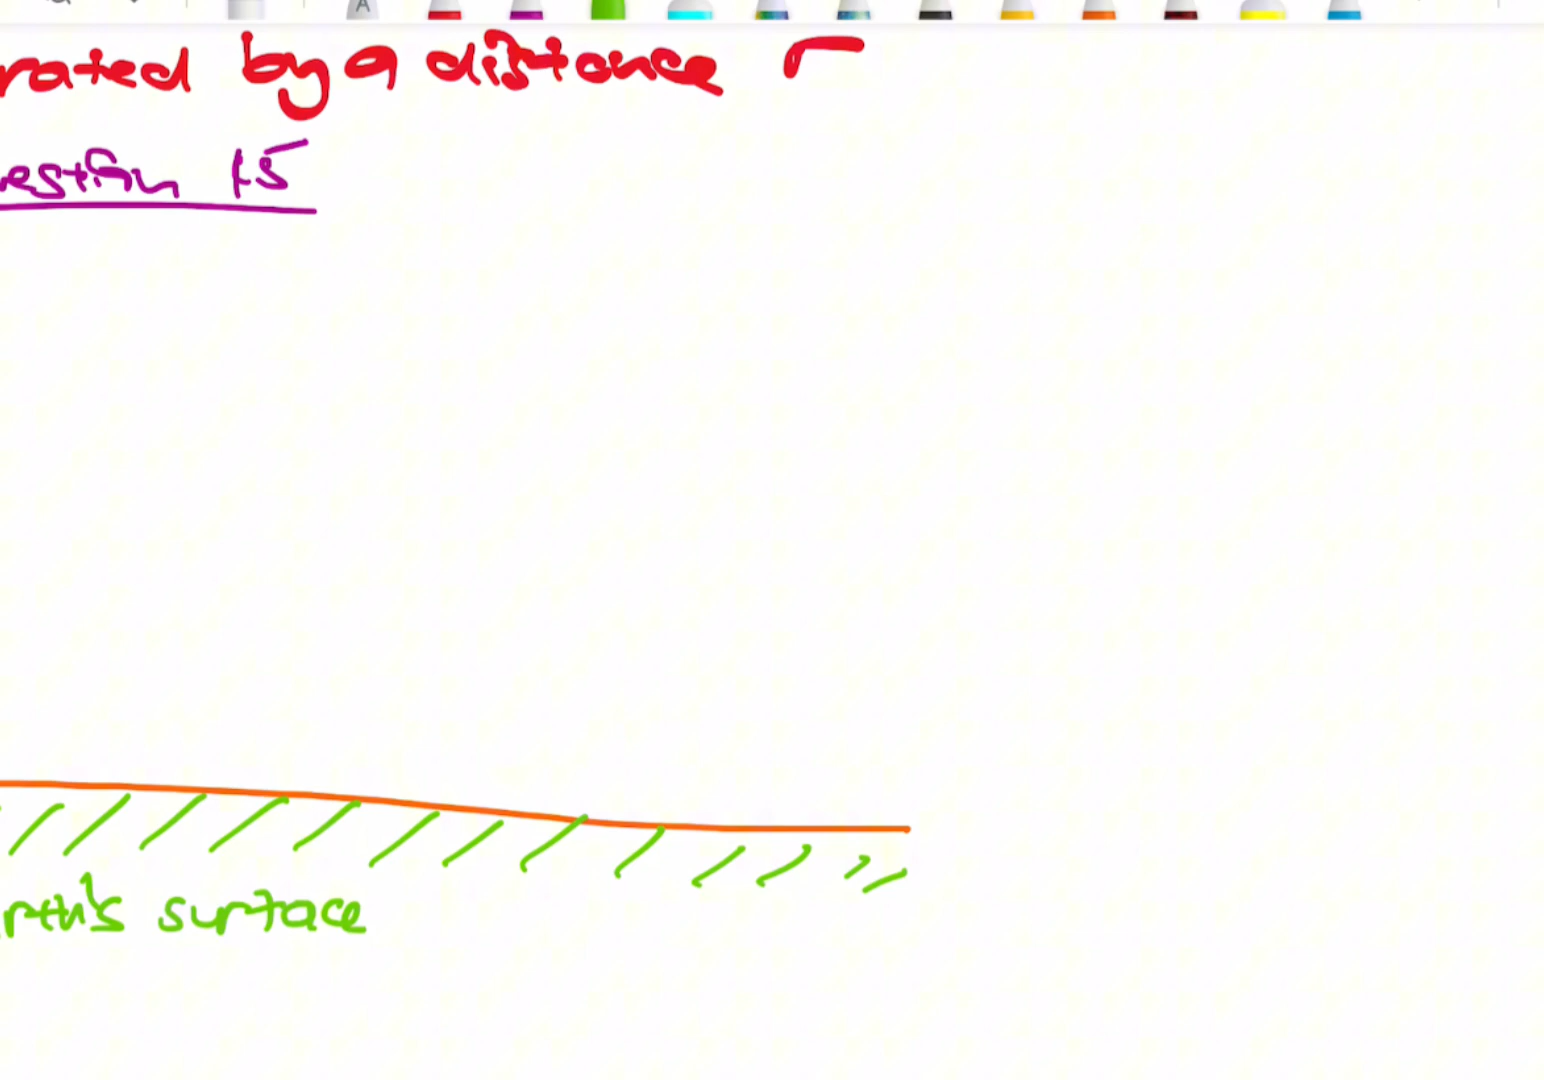 rated by a distance r
estion 15
rth's surface